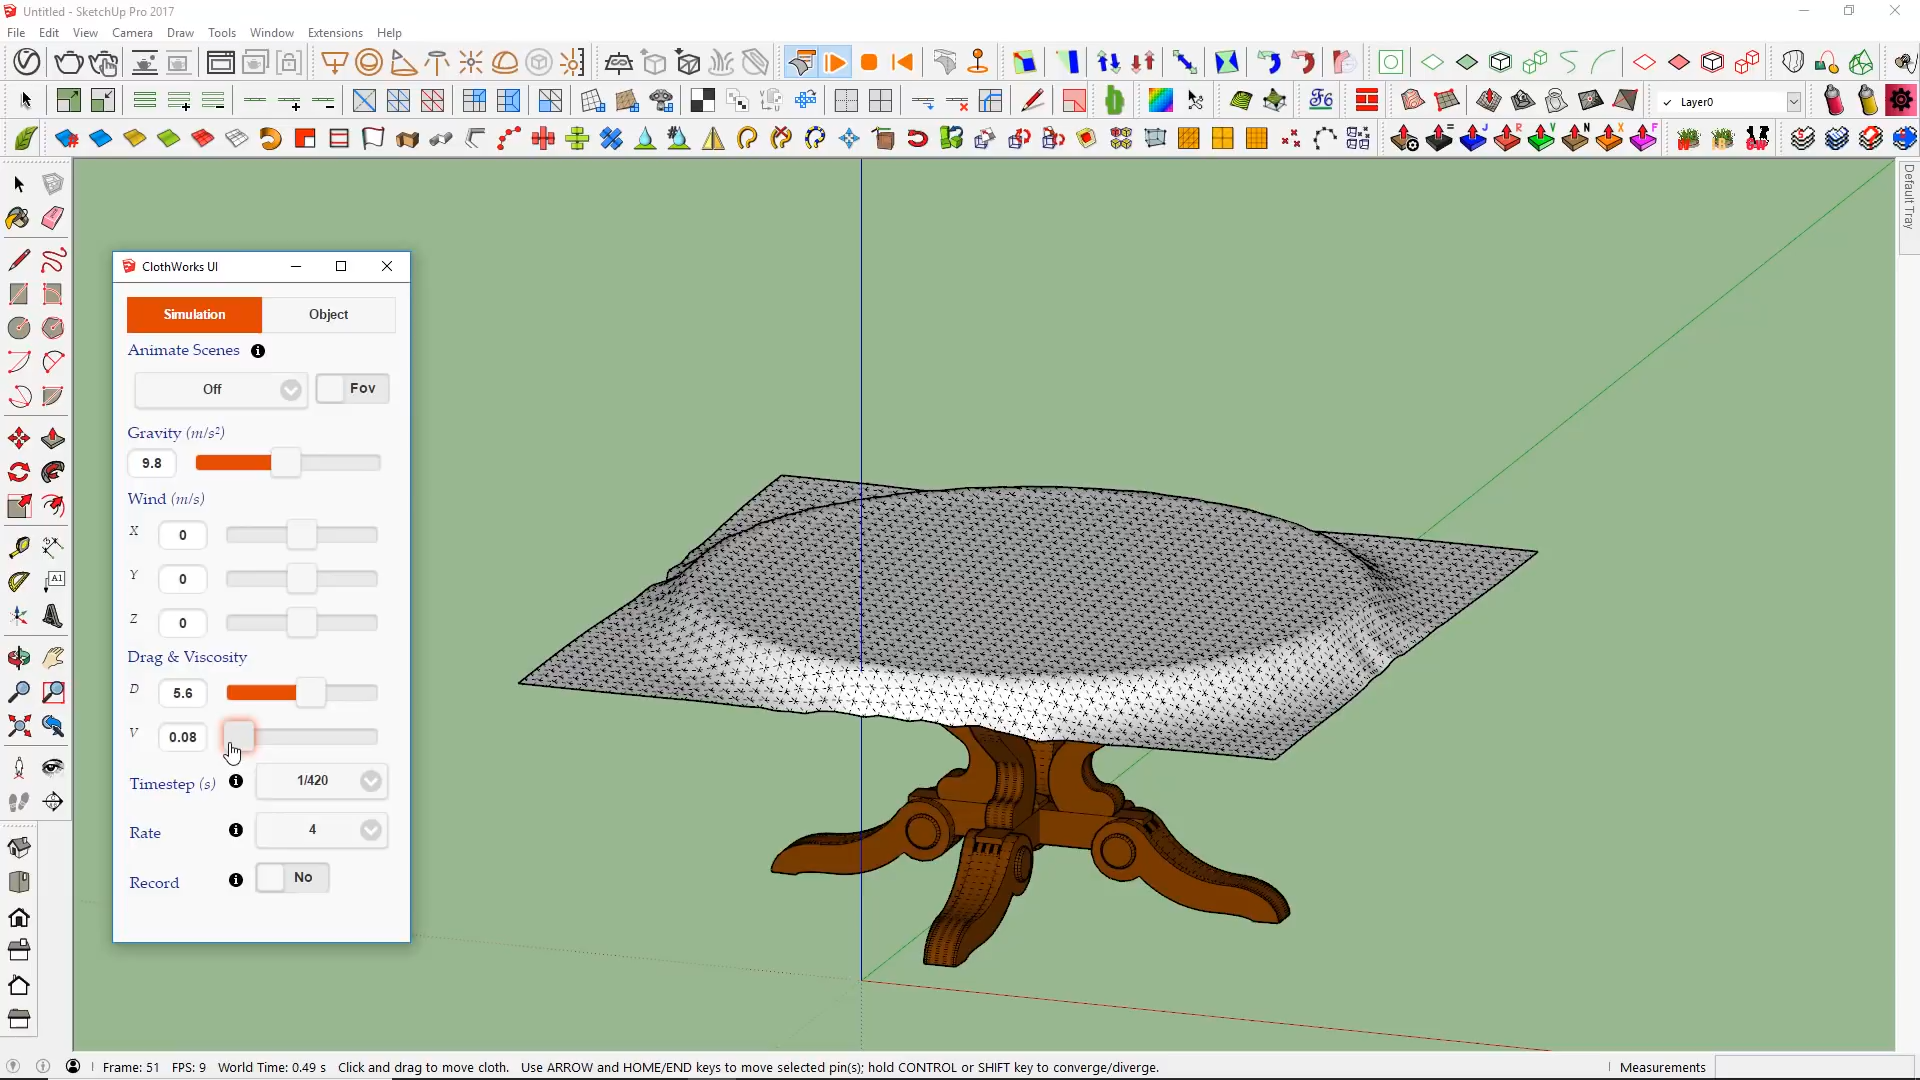 Untitled - SketchUp Pro 2017
File Edit View Camera Draw Tools Window Extensions Help
Layer0
Default Tray
ClothWorks UI
Simulation Object
Animate Scenes
Off Fov
Gravity (m/s²)
9.8
Wind (m/s)
X 0
Y 0
Z 0
Drag & Viscosity
D 5.6
V 0.08
Timestep (s) 1/420
Rate 4
Record No
Frame: 51 FPS: 9 World Time: 0.49 s Click and drag to move cloth. Use ARROW and HOME/END keys to move selected pin(s); hold CONTROL or SHIFT key to converge/diverge. Measurements